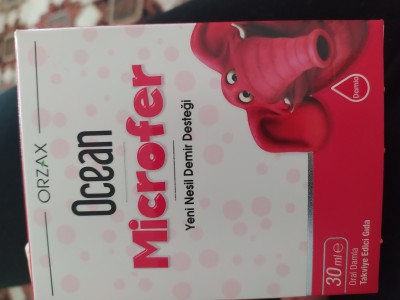 ORZAX
Ocean
Microfer
Yeni Nesil Demir Desteği
Damla
30 ml e
Oral Damla
Takviye Edici Gıda